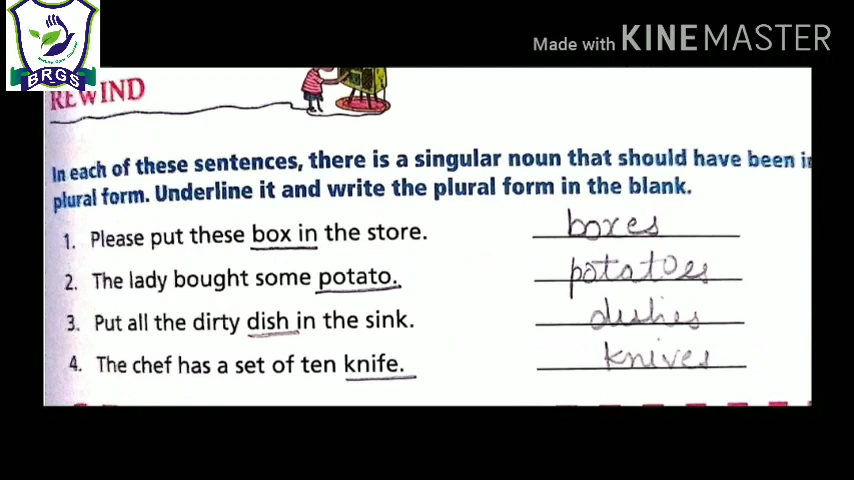 Made with KINEMASTER
BRGS
REWIND
In each of these sentences, there is a singular noun that should have been in
plural form. Underline it and write the plural form in the blank.
1. Please put these box in the store. boxes
2. The lady bought some potato. potatoes
3. Put all the dirty dish in the sink. dishes
4. The chef has a set of ten knife. knives